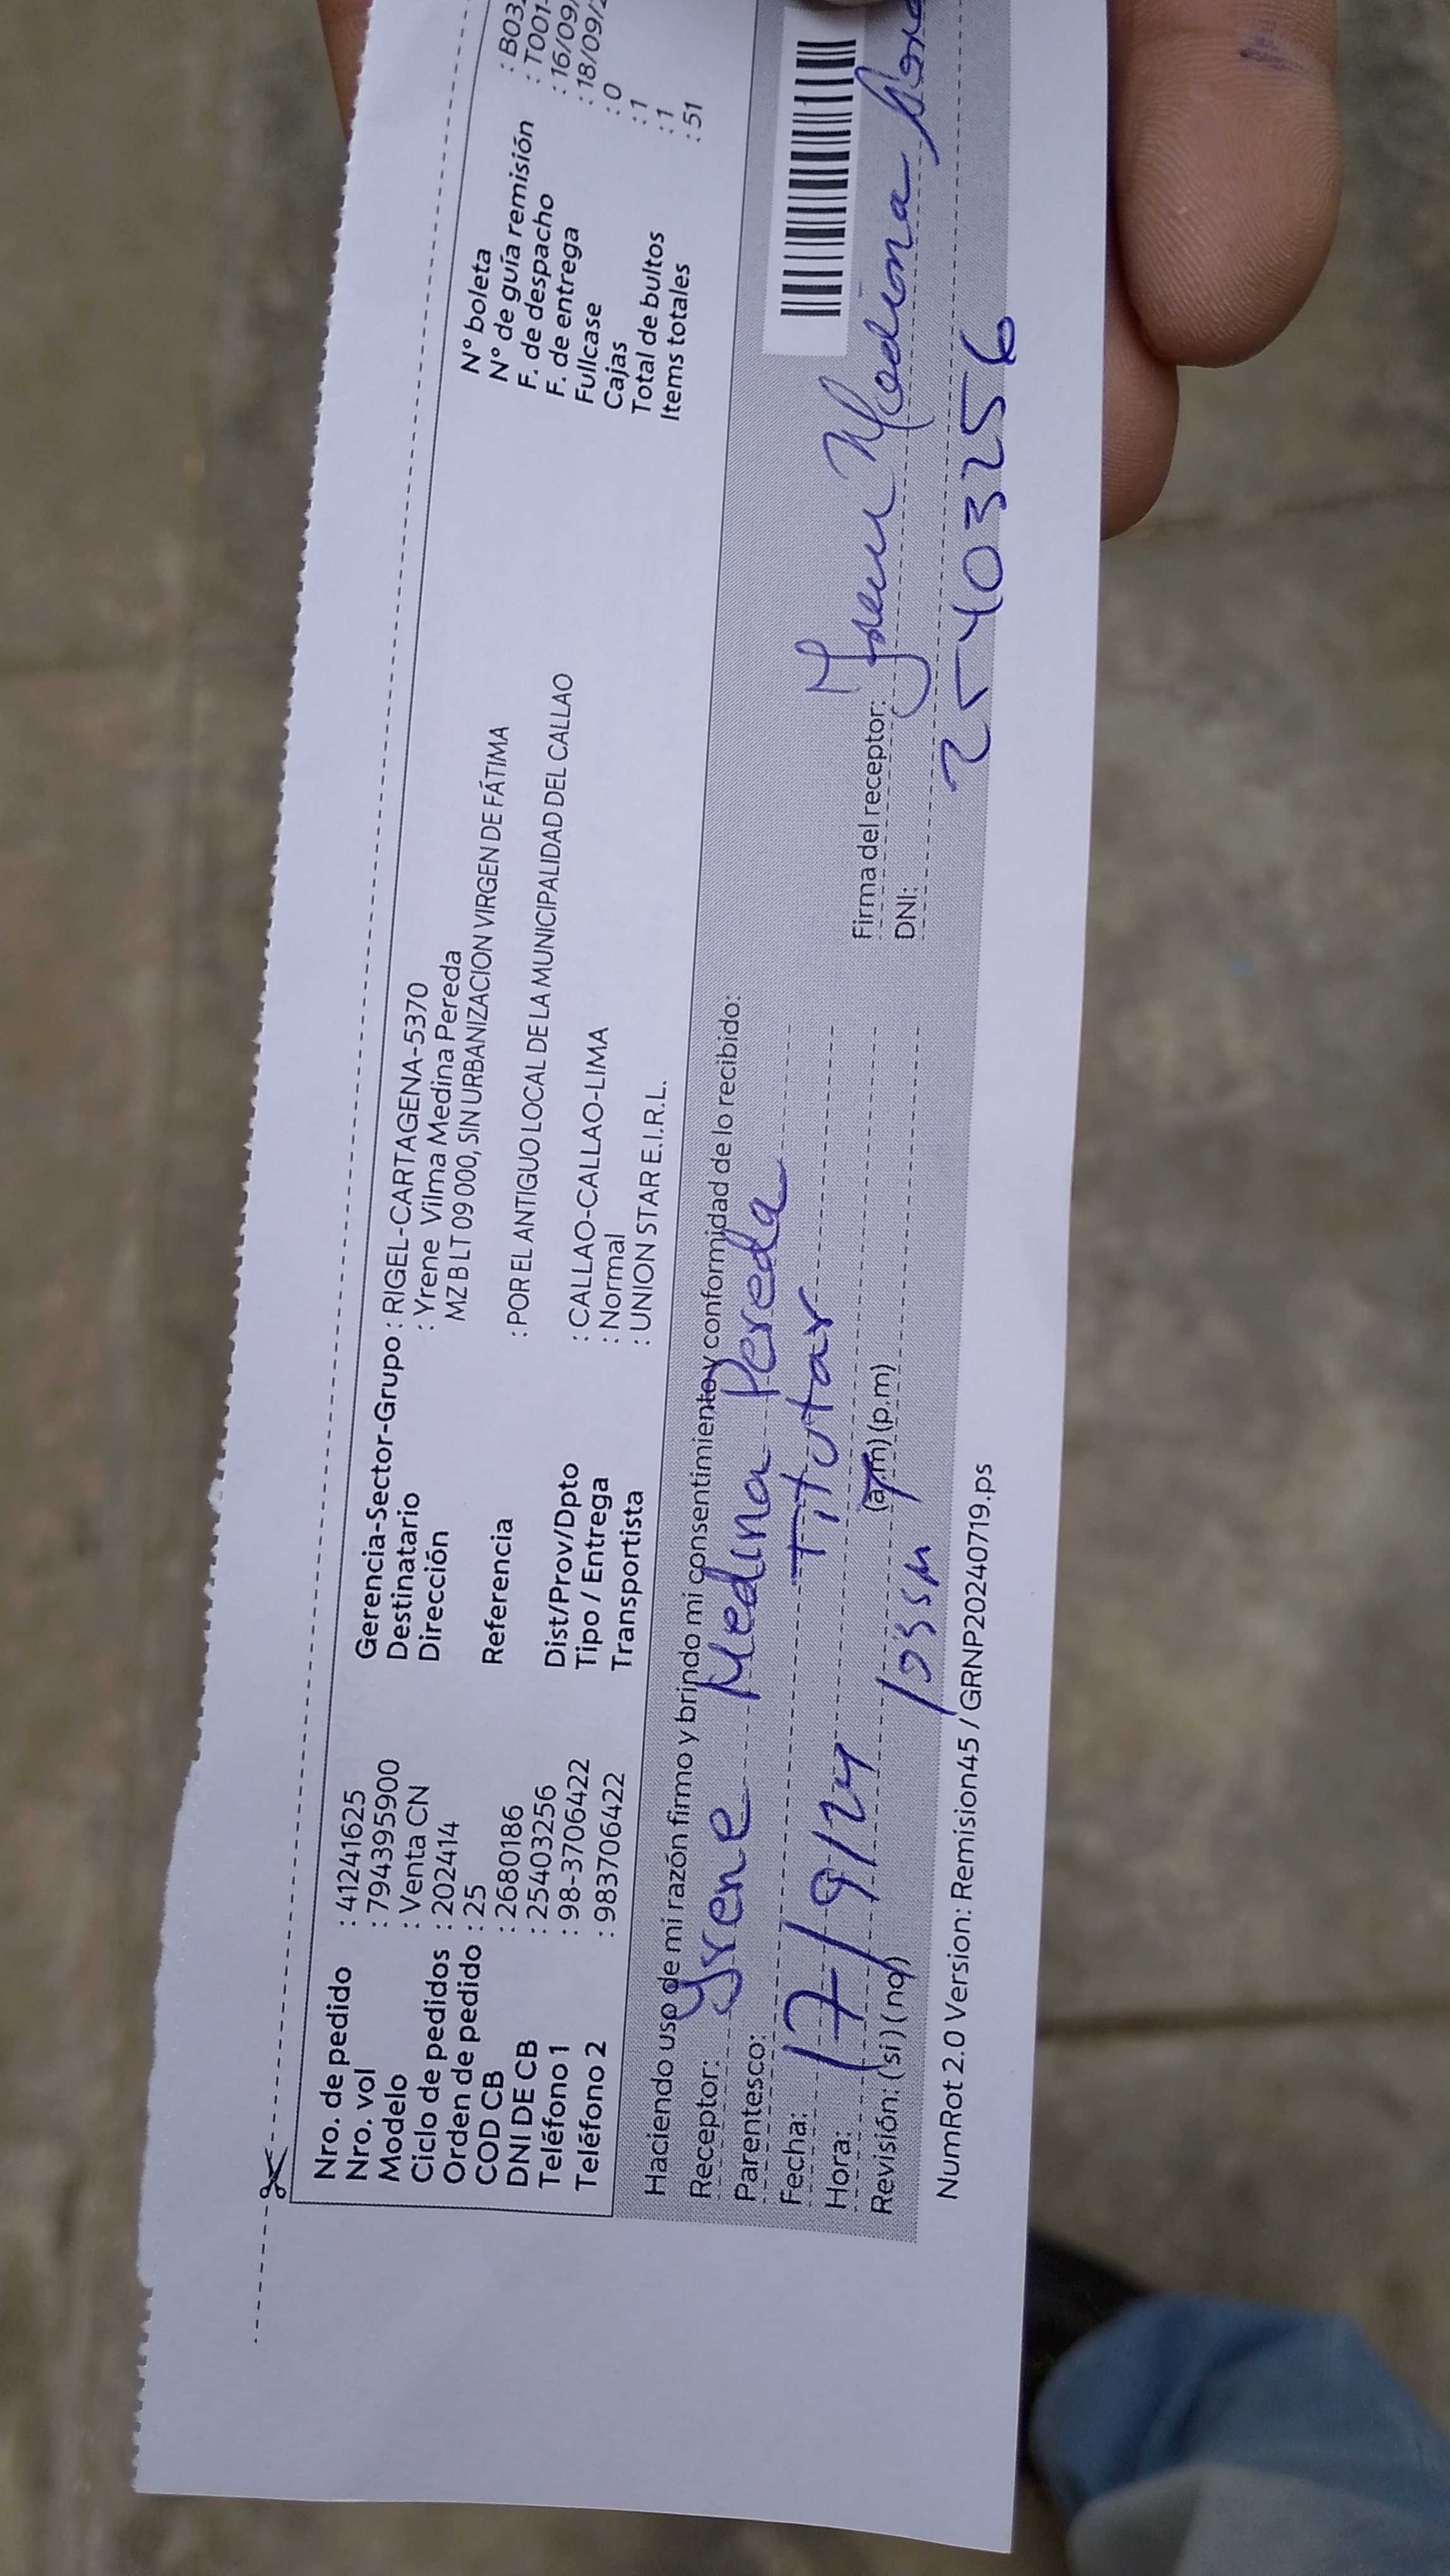 Nro. de pedido : 41241625
Nro. vol : 794395900
Modelo : Venta CN
Ciclo de pedidos : 202414
Orden de pedido : 25
COD CB : 2680186
DNI DE CB : 25403256
Teléfono 1 : 98-3706422
Teléfono 2 : 983706422
Gerencia-Sector-Grupo : RIGEL-CARTAGENA-5370
Destinatario : Yrene Vilma Medina Pereda
Dirección MZ B LT 09 000, SIN URBANIZACION VIRGEN DE FÁTIMA
Referencia : POR EL ANTIGUO LOCAL DE LA MUNICIPALIDAD DEL CALLAO
Dist/Prov/Dpto : CALLAO-CALLAO-LIMA
Tipo / Entrega : Normal
Transportista : UNION STAR E.I.R.L.
N° boleta : B03
N° de guía remisión : T001-
F. de despacho : 16/09/
F. de entrega : 18/09/2
Fullcase : 0
Cajas : 1
Total de bultos : 1
Items totales : 51
Haciendo uso de mi razón firmo y brindo mi consentimiento y conformidad de lo recibido:
Receptor: Yrene Medina Pereda
Parentesco: Titutar
Fecha: 17/9/24
Hora: (a.m) (p.m)
Revisión: (si) (no)
Firma del receptor: Medina
DNI: 25403256
NumRot 2.0 Version: Remision45 / GRNP20240719.ps